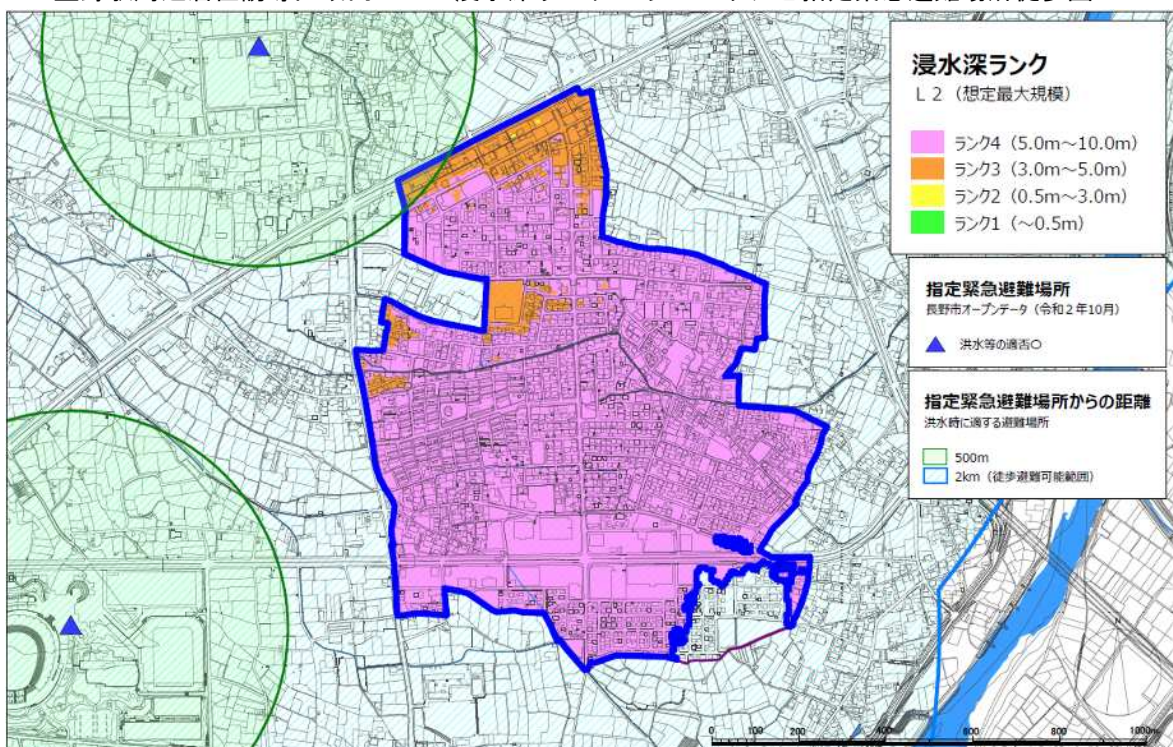 浸水深ランク
L2（想定最大規模）
ランク4（5.0m～10.0m）
ランク3（3.0m～5.0m）
ランク2（0.5m～3.0m）
ランク1（～0.5m）
指定緊急避難場所
長野市オープンデータ（令和2年10月）
洪水等の適否〇
指定緊急避難場所からの距離
洪水時に適する避難場所
500m
2km（徒歩避難可能範囲）
0 100 200 400 600 800 1000m